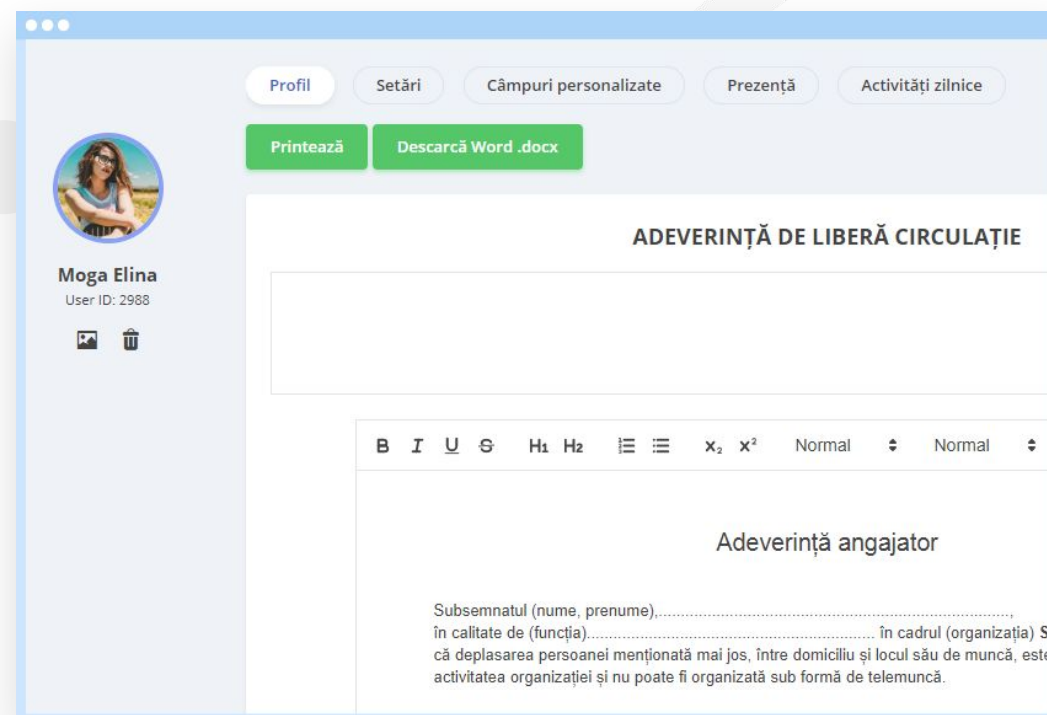 Profil
Setări
Câmpuri personalizate
Prezență
Activități zilnice
Printează
Descarcă Word .docx
ADEVERINȚĂ DE LIBERĂ CIRCULAȚIE
Moga Elina
User ID: 2988
B I U S H1 H2 X₂ X² Normal Normal
Adeverință angajator
Subsemnatul (nume, prenume),..........................................................................................,
în calitate de (funcția)......................................................................... în cadrul (organizația) S
că deplasarea persoanei menționată mai jos, între domiciliu și locul său de muncă, este
activitatea organizației și nu poate fi organizată sub formă de telemuncă.